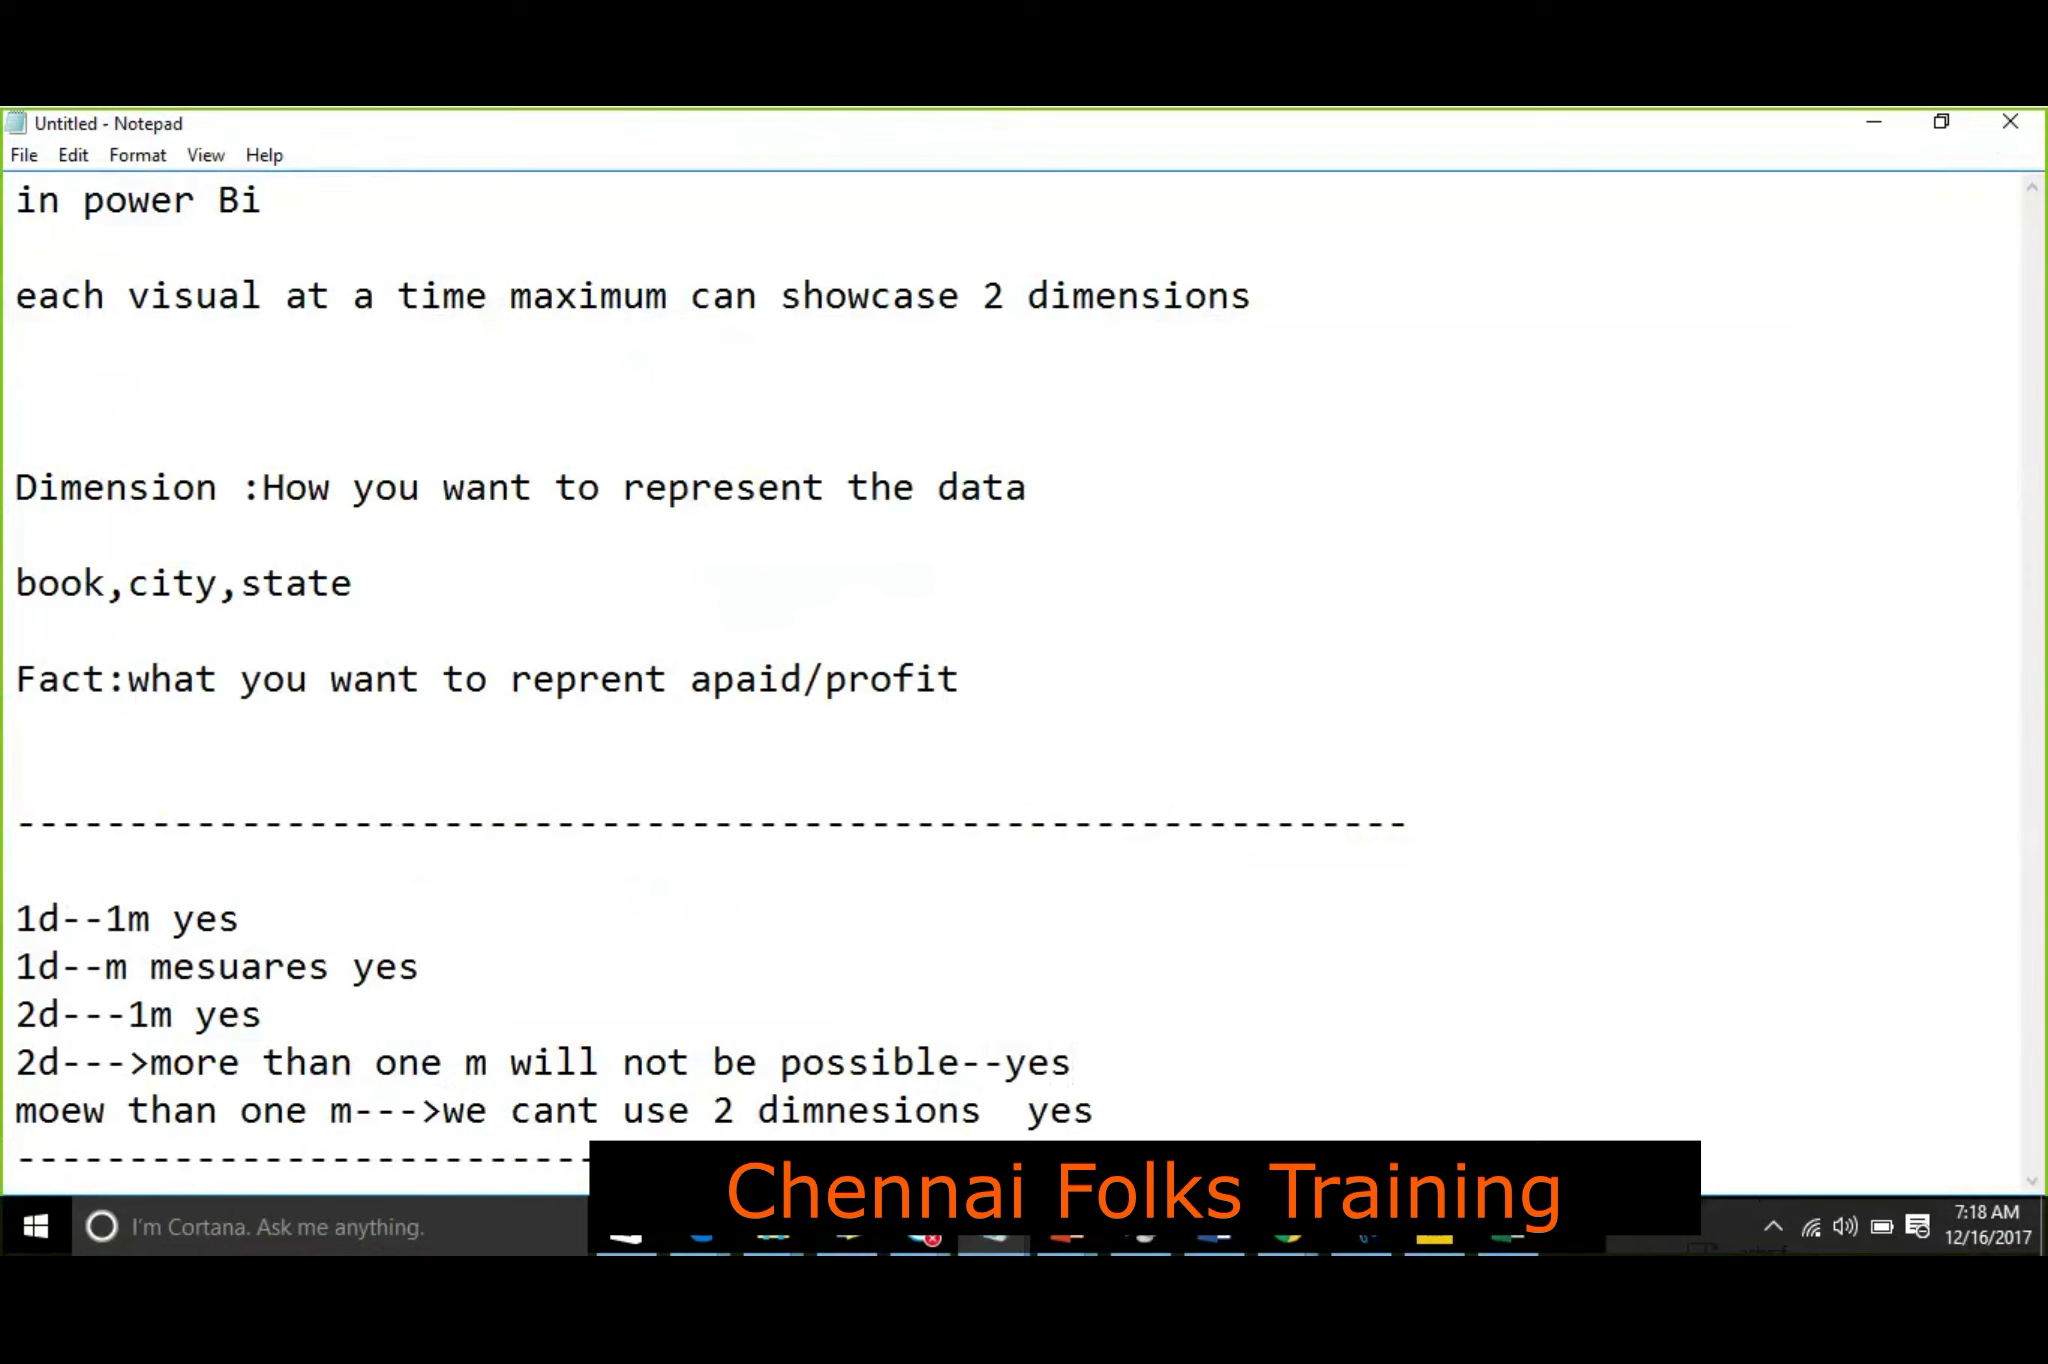 Untitled - Notepad
File Edit Format View Help
in power Bi
each visual at a time maximum can showcase 2 dimensions
Dimension :How you want to represent the data
book,city,state
Fact:what you want to reprent apaid/profit
--------------------------------------------------------------
1d--1m yes
1d--m mesuares yes
2d---1m yes
2d--->more than one m will not be possible--yes
moew than one m--->we cant use 2 dimnesions  yes
--------------------------
Chennai Folks Training
I'm Cortana. Ask me anything.
7:18 AM
12/16/2017